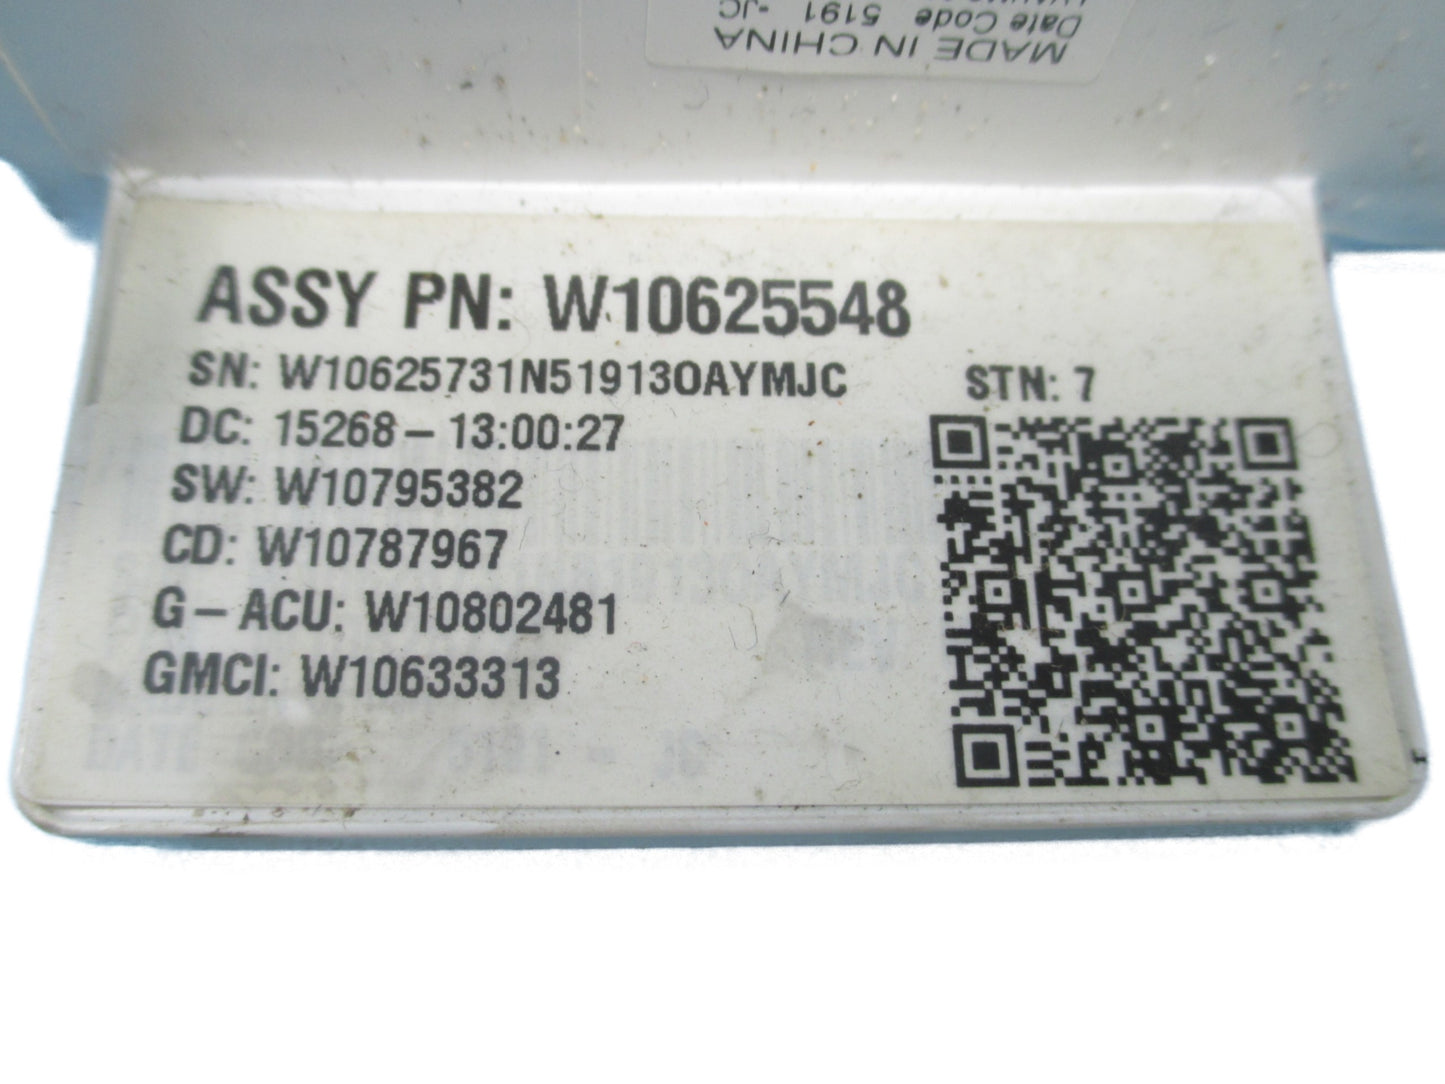 MADE IN CHINA
Date Code 5191 -JC
ASSY PN: W10625548
SN: W10625731N519130AYMJC
STN: 7
DC: 15268 – 13:00:27
SW: W10795382
CD: W10787967
G – ACU: W10802481
GMCI: W10633313